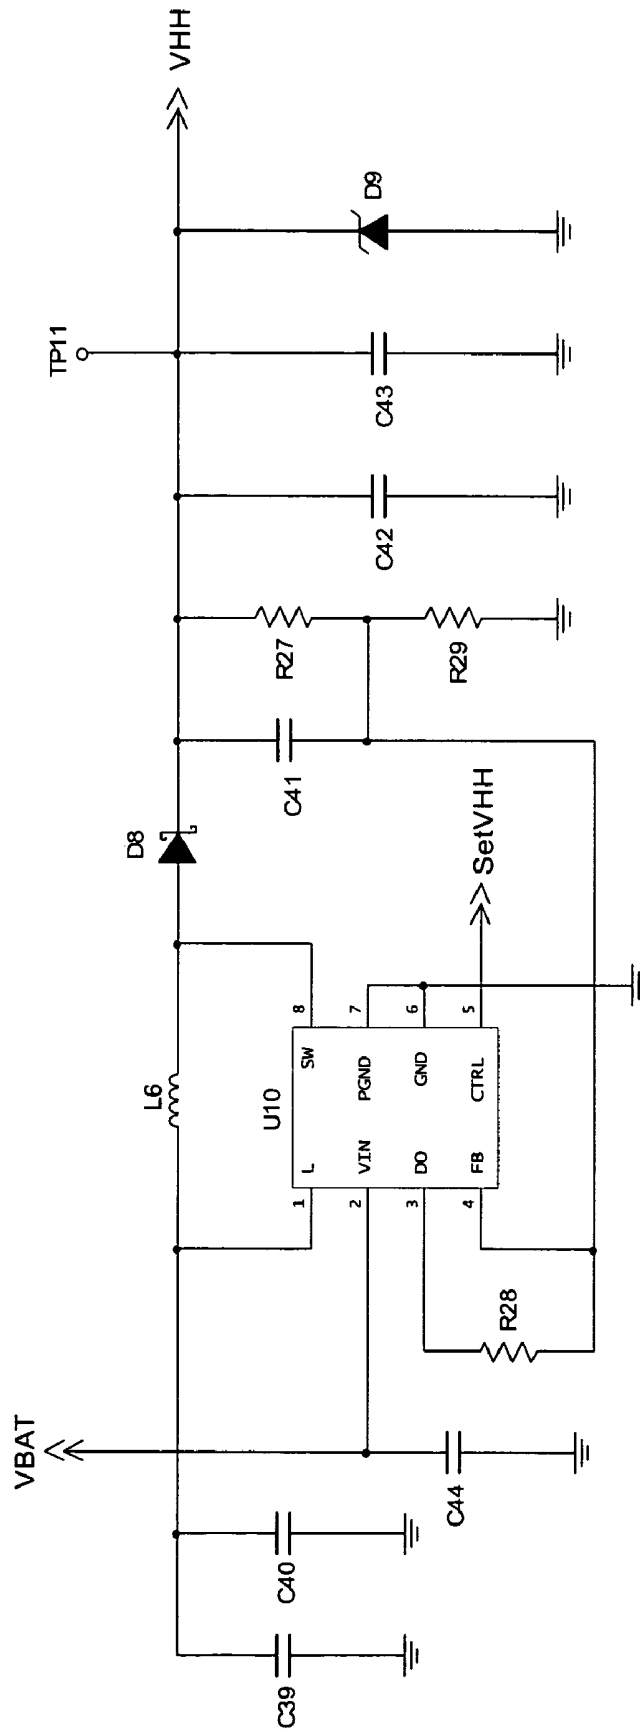 VBAT
TP11
VHH
L6
D8
C39
C40
C44
U10
1
L
SW
8
2
VIN
PGND
7
3
DO
GND
6
4
FB
CTRL
5
SetVHH
R28
C41
R27
R29
C42
C43
D9